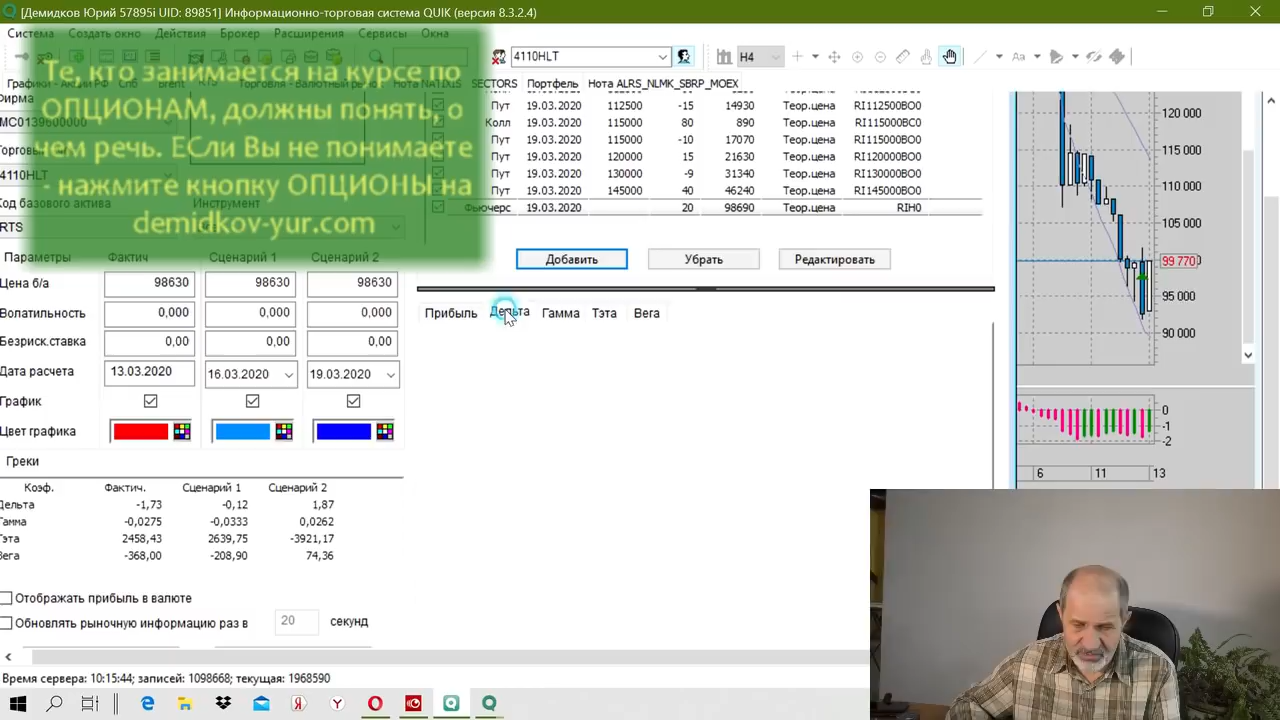 [Демидков Юрий 57895i UID: 89851] Информационно-торговая система QUIK (версия 8.3.2.4)
Система Создать окно Действия Брокер Расширения Сервисы Окна
4110HLT H4
Те, кто занимается на курсе по
ОПЦИОНАМ, должны понять, о
чем речь. ЕСли Вы не понимаете
- нажмите кнопку ОПЦИОНЫ на
demidkov-yur.com
SECTORS Портфель Нота ALRS_NLMK_SBRP_MOEX
Фирма
MC0139600000
4110HLT
Код базового актива Инструмент
RTS
Пут 19.03.2020 112500 -15 14930 Теор.цена RI112500BO0
Колл 19.03.2020 115000 80 890 Теор.цена RI115000BC0
Пут 19.03.2020 115000 -10 17070 Теор.цена RI115000BO0
Пут 19.03.2020 120000 15 21630 Теор.цена RI120000BO0
Пут 19.03.2020 130000 -9 31340 Теор.цена RI130000BO0
Пут 19.03.2020 145000 40 46240 Теор.цена RI145000BO0
Фьючерс 19.03.2020 20 98690 Теор.цена RIH0
Добавить Убрать Редактировать
Прибыль Дельта Гамма Тэта Вега
Параметры Фактич Сценарий 1 Сценарий 2
Цена б/а 98630 98630 98630
Волатильность 0,000 0,000 0,000
Безриск.ставка 0,00 0,00 0,00
Дата расчета 13.03.2020 16.03.2020 19.03.2020
График
Цвет графика
Греки
Коэф. Фактич. Сценарий 1 Сценарий 2
Дельта -1,73 -0,12 1,87
Гамма -0,0275 -0,0333 0,0262
Тэта 2458,43 2639,75 -3921,17
Вега -368,00 -208,90 74,36
Отображать прибыль в валюте
Обновлять рыночную информацию раз в 20 секунд
120 000
115 000
110 000
105 000
99 770
95 000
90 000
0
-1
-2
6 11 13
Время сервера: 10:15:44; записей: 1098668; текущая: 1968590